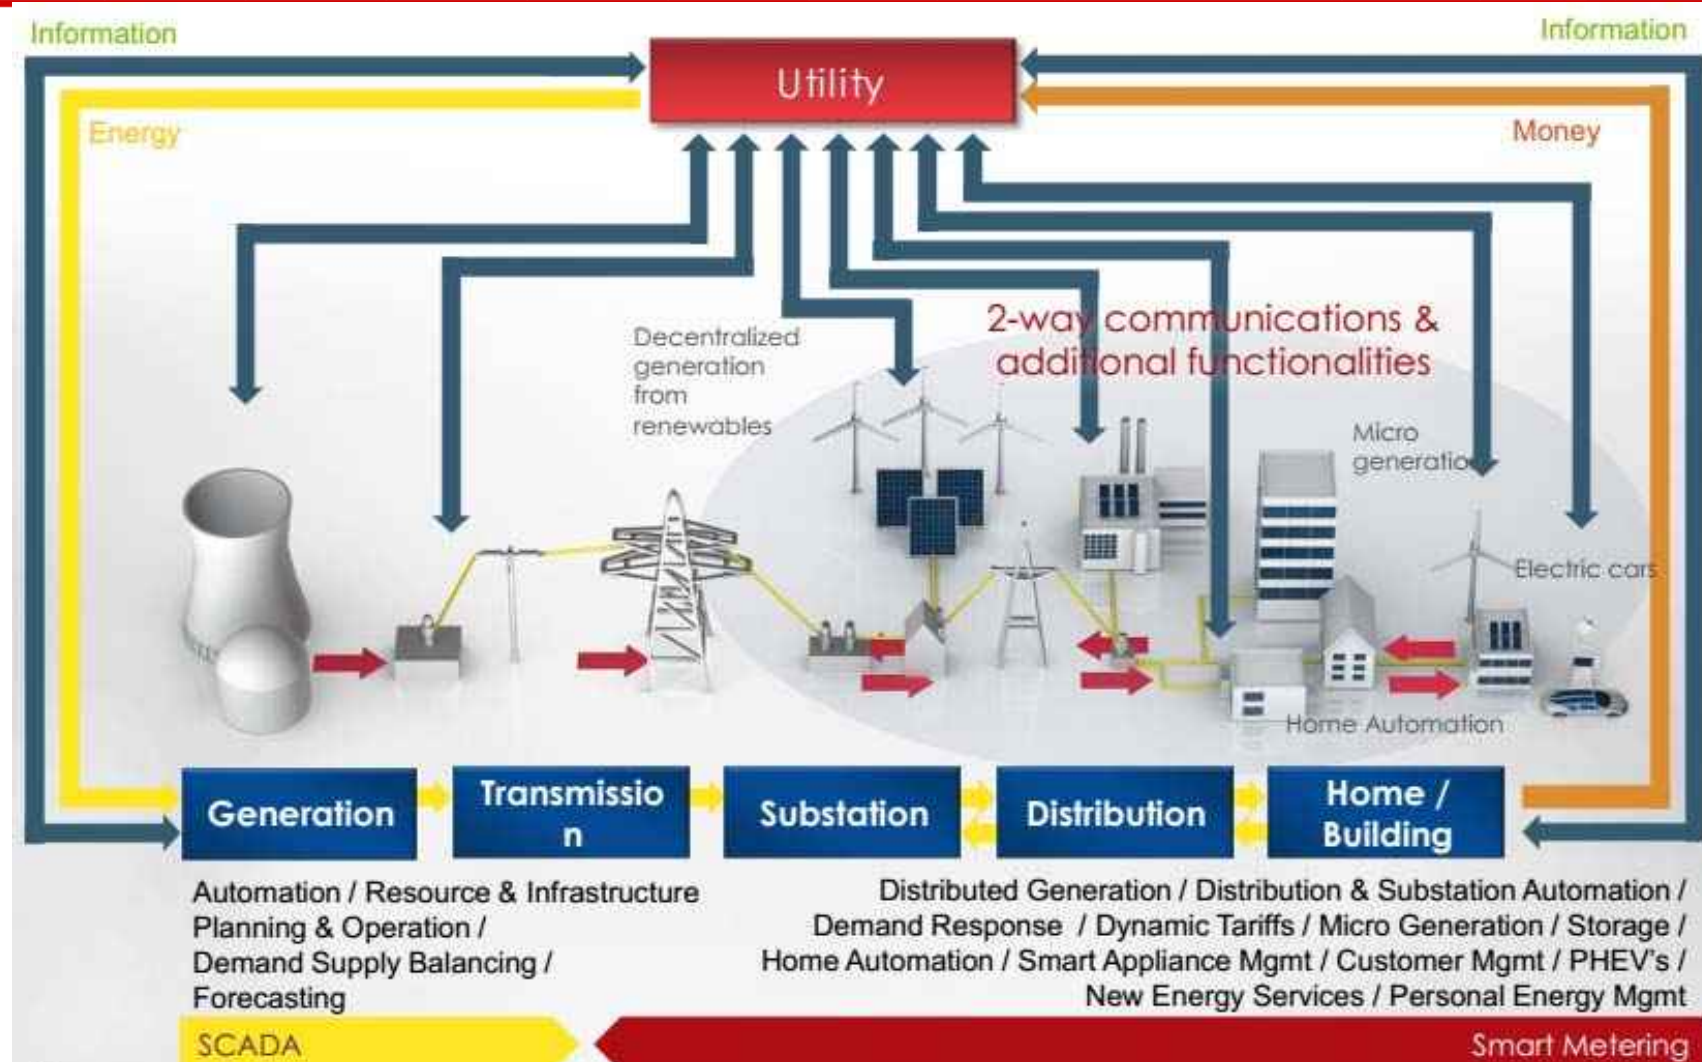 Information
Information
Utility
Energy
Money
2-way communications &
additional functionalities
Decentralized
generation
from
renewables
Micro
generation
Electric cars
Home Automation
Generation
Transmissio
n
Substation
Distribution
Home /
Building
Automation / Resource & Infrastructure
Planning & Operation /
Demand Supply Balancing /
Forecasting
Distributed Generation / Distribution & Substation Automation /
Demand Response / Dynamic Tariffs / Micro Generation / Storage /
Home Automation / Smart Appliance Mgmt / Customer Mgmt / PHEV's /
New Energy Services / Personal Energy Mgmt
SCADA
Smart Metering